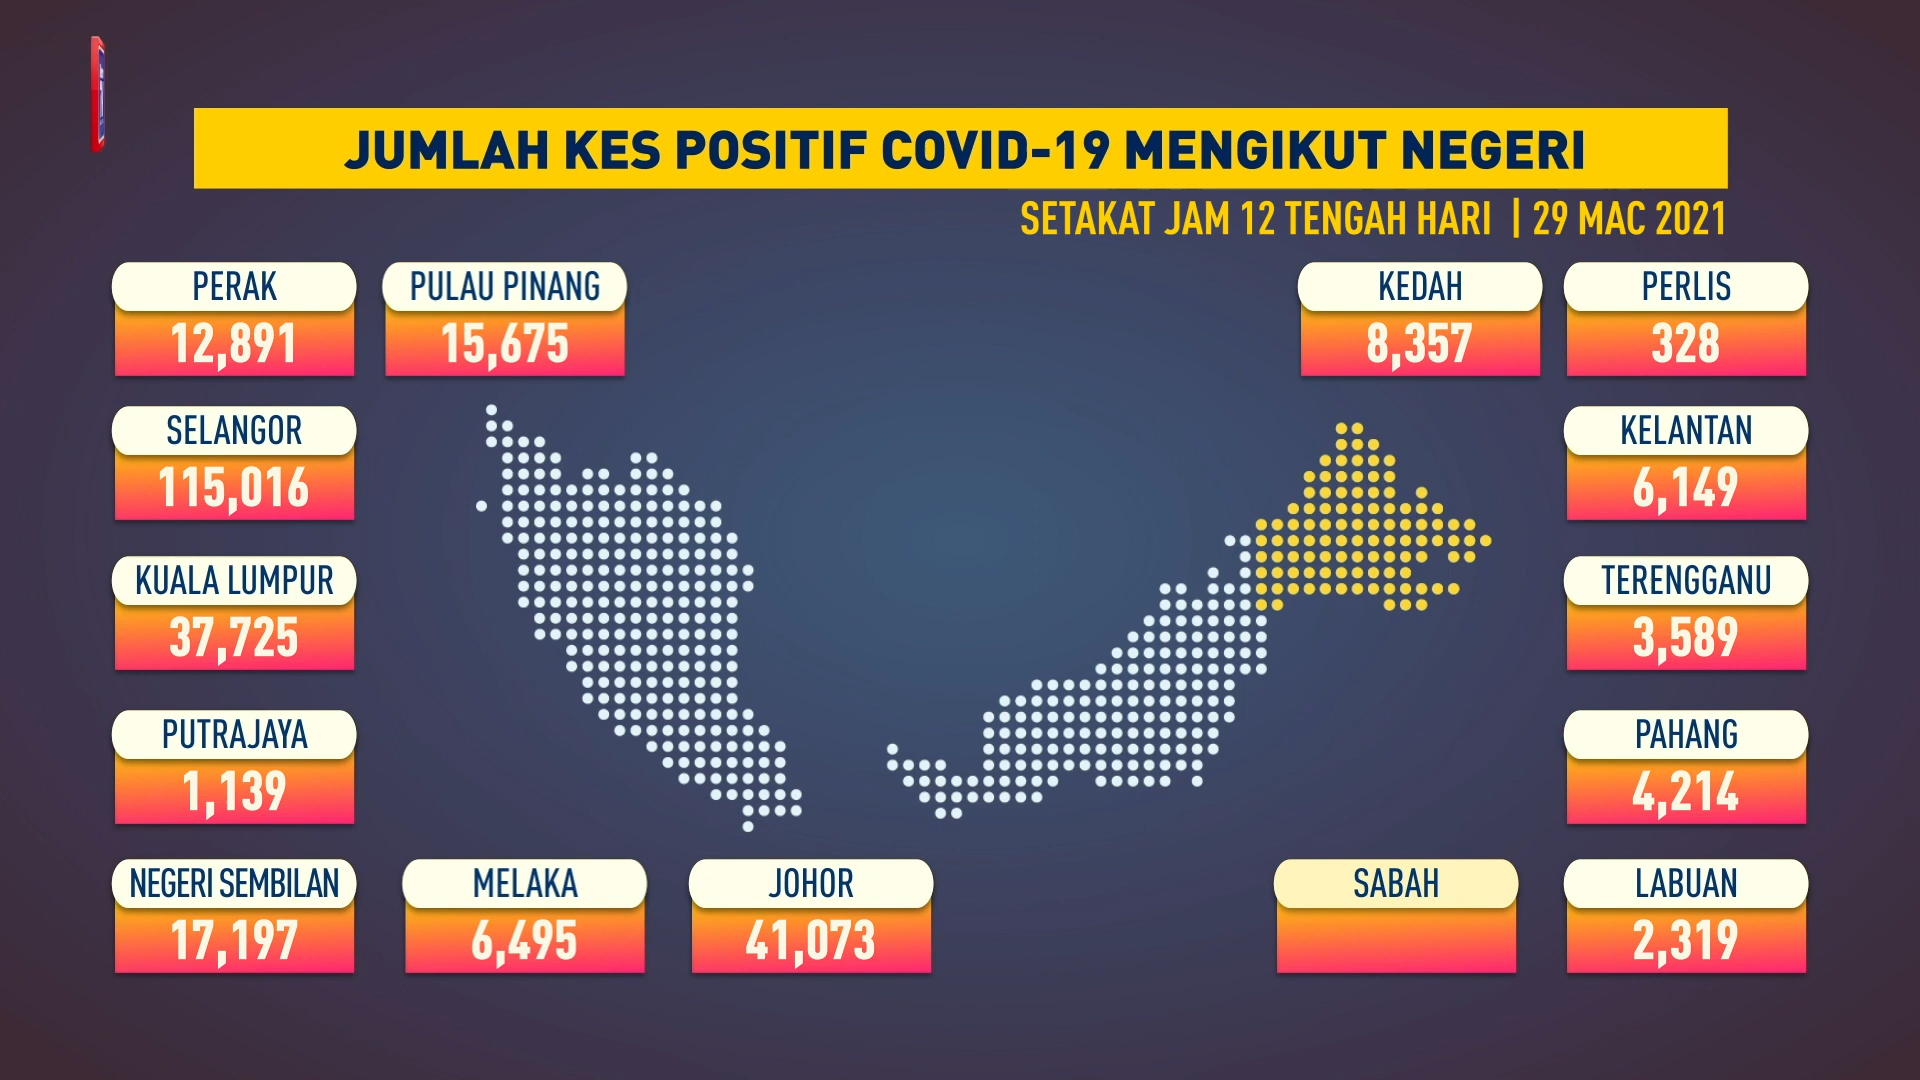 JUMLAH KES POSITIF COVID-19 MENGIKUT NEGERI
SETAKAT JAM 12 TENGAH HARI | 29 MAC 2021
PERAK
12,891
PULAU PINANG
15,675
KEDAH
8,357
PERLIS
328
SELANGOR
115,016
KELANTAN
6,149
KUALA LUMPUR
37,725
TERENGGANU
3,589
PUTRAJAYA
1,139
PAHANG
4,214
NEGERI SEMBILAN
17,197
MELAKA
6,495
JOHOR
41,073
SABAH
LABUAN
2,319